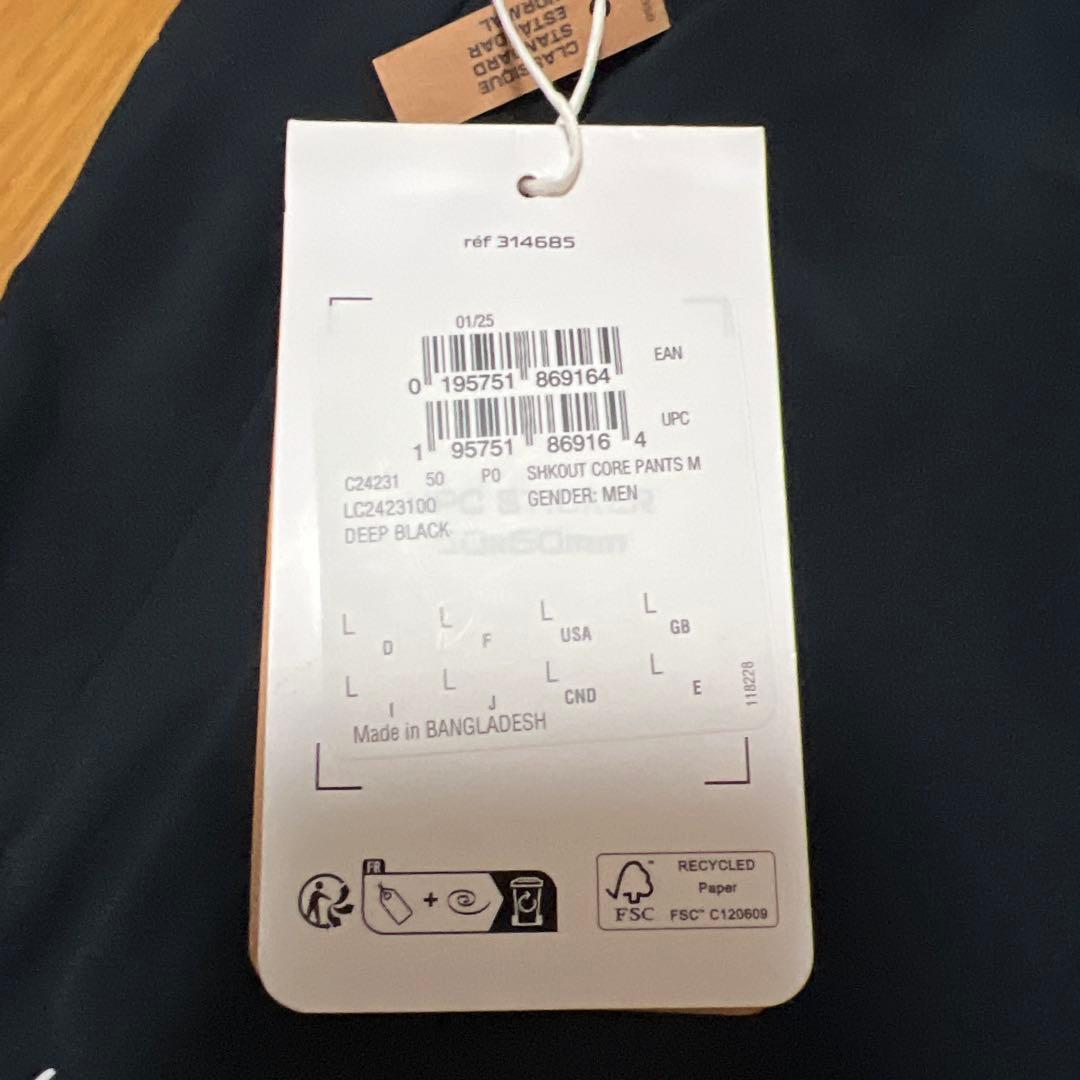 CLASSIQUE
STANDARD
ESTANDAR
NORMAL
réf 314685
01/25
0 195751 869164 EAN
1 95751 86916 4 UPC
C24231 50 P0 SHKOUT CORE PANTS M
LC2423100 GENDER: MEN
DEEP BLACK
10x60mm
L D L F L USA L GB
L I L J L CND L E
118228
Made in BANGLADESH
FR
+
FSC
RECYCLED
Paper
FSC™ C120609